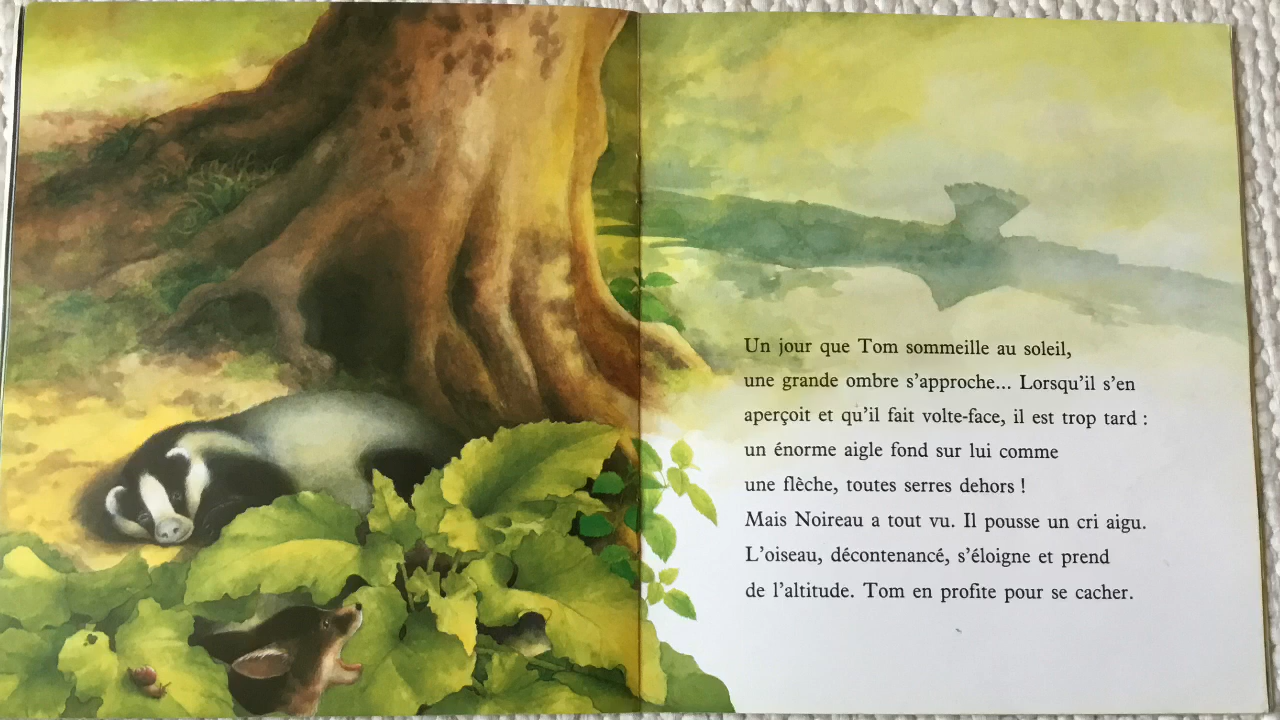 Un jour que Tom sommeille au soleil,
une grande ombre s'approche... Lorsqu'il s'en
aperçoit et qu'il fait volte-face, il est trop tard :
un énorme aigle fond sur lui comme
une flèche, toutes serres dehors !
Mais Noireau a tout vu. Il pousse un cri aigu.
L'oiseau, décontenancé, s'éloigne et prend
de l'altitude. Tom en profite pour se cacher.